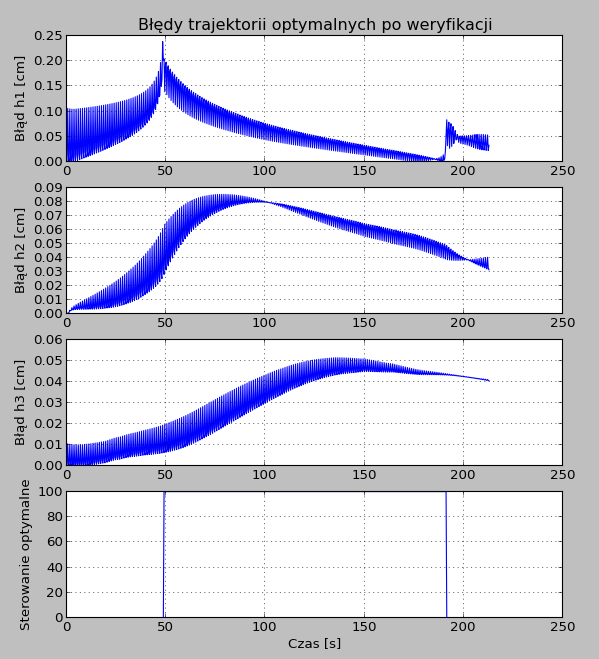 Błędy trajektorii optymalnych po weryfikacji
Błąd h1 [cm]
0.25
0.20
0.15
0.10
0.05
0.00
0 50 100 150 200 250
Błąd h2 [cm]
0.09
0.08
0.07
0.06
0.05
0.04
0.03
0.02
0.01
0.00
0 50 100 150 200 250
Błąd h3 [cm]
0.06
0.05
0.04
0.03
0.02
0.01
0.00
0 50 100 150 200 250
Sterowanie optymalne
100
80
60
40
20
0
0 50 100 150 200 250
Czas [s]